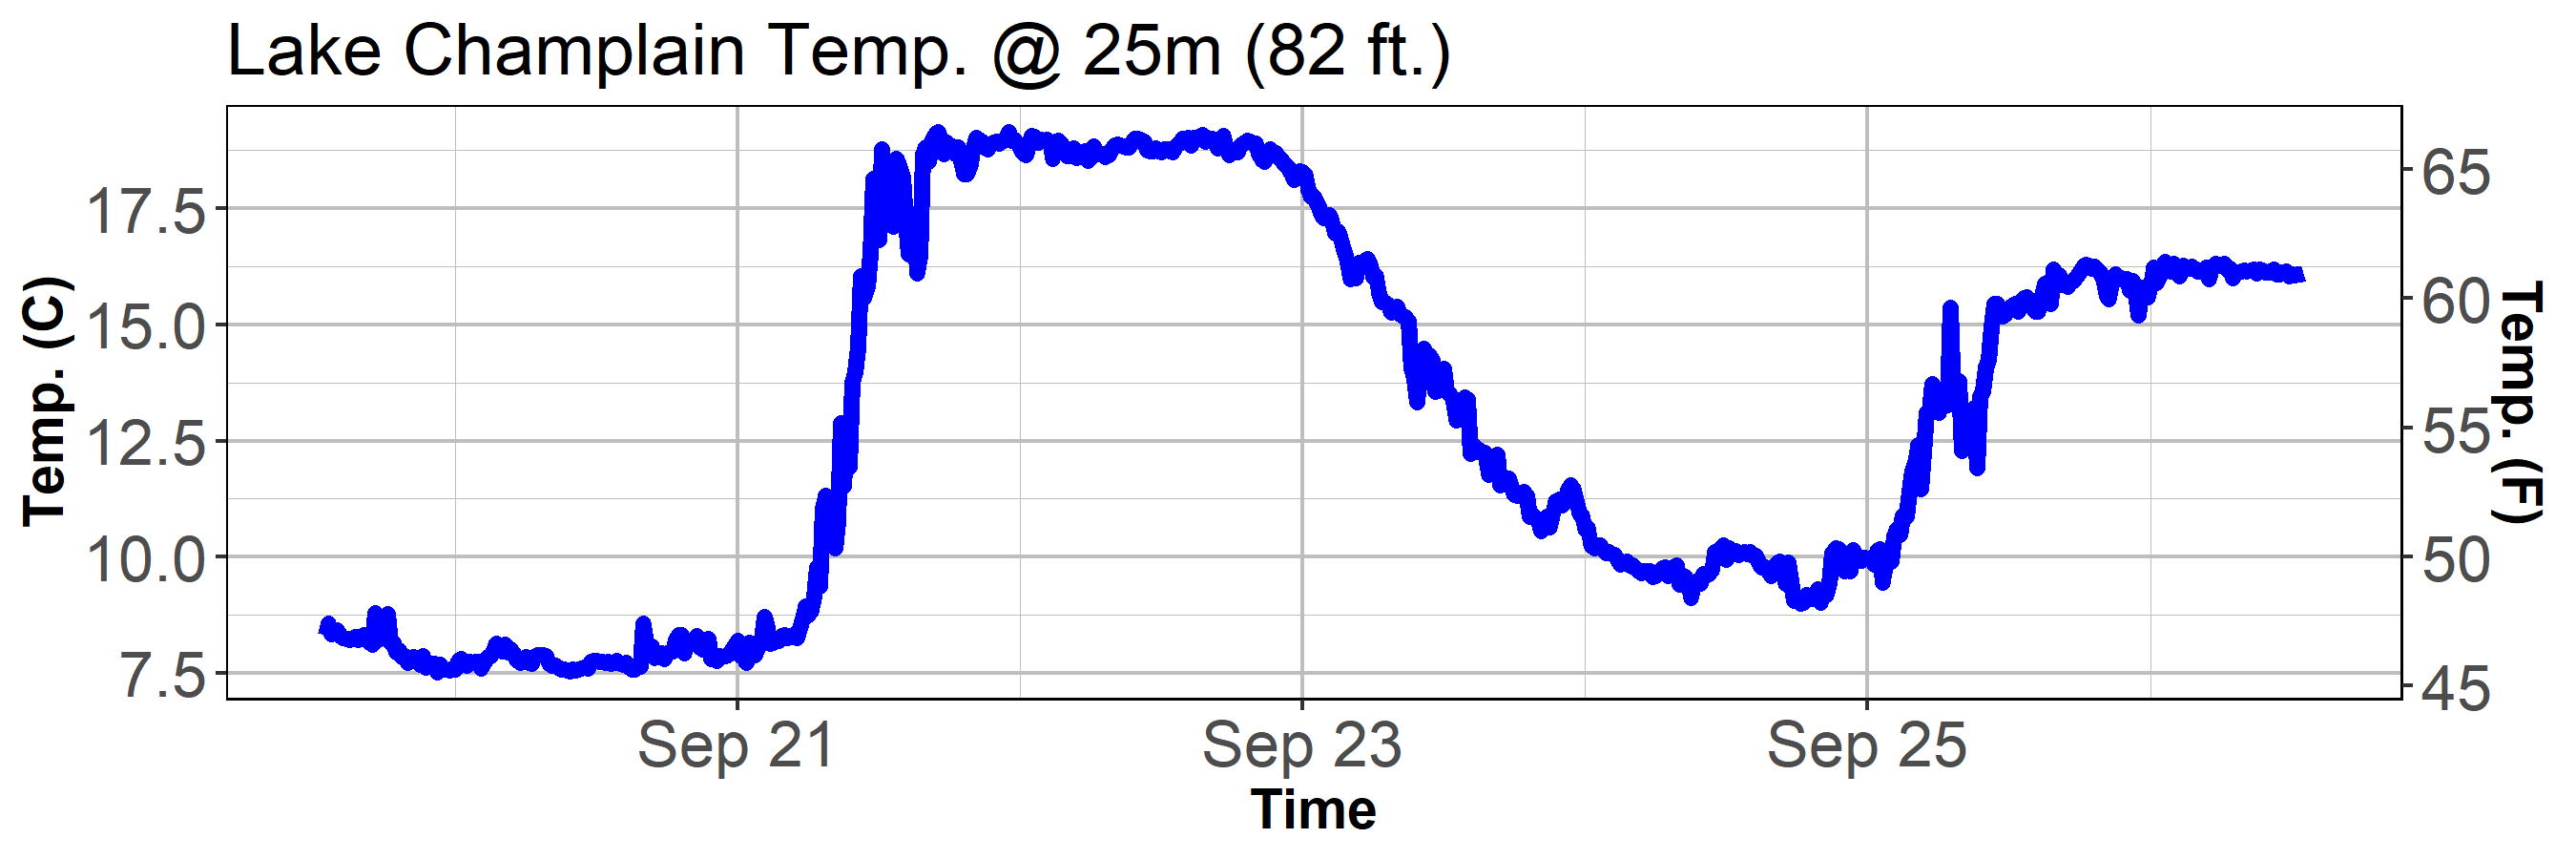 Lake Champlain Temp. @ 25m (82 ft.)
Temp. (C)
17.5
15.0
12.5
10.0
7.5
65
60
55
50
45
Temp. (F)
Sep 21
Sep 23
Sep 25
Time